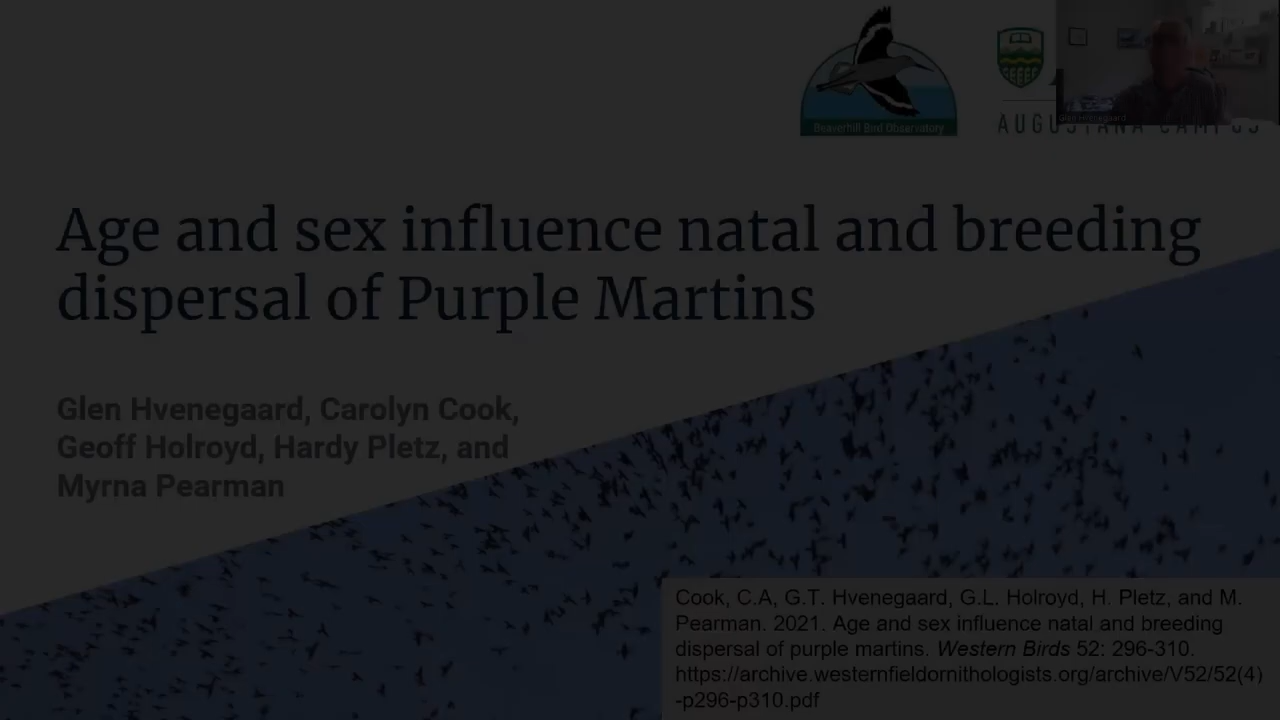 Beaverhill Bird Observatory
AUGUSTANA CAMPUS
Glen Hvenegaard
Age and sex influence natal and breeding
dispersal of Purple Martins
Glen Hvenegaard, Carolyn Cook,
Geoff Holroyd, Hardy Pletz, and
Myrna Pearman
Cook, C.A, G.T. Hvenegaard, G.L. Holroyd, H. Pletz, and M.
Pearman. 2021. Age and sex influence natal and breeding
dispersal of purple martins. Western Birds 52: 296-310.
https://archive.westernfieldornithologists.org/archive/V52/52(4)
-p296-p310.pdf